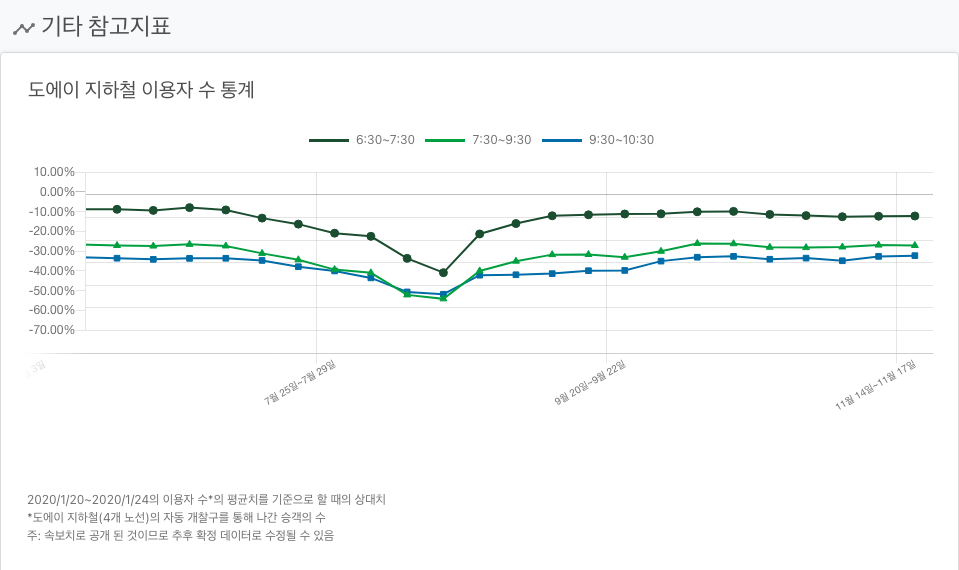 기타 참고지표
도에이 지하철 이용자 수 통계
6:30~7:30 7:30~9:30 9:30~10:30
10.00%
0.00%
-10.00%
-20.00%
-30.00%
-40.00%
-50.00%
-60.00%
-70.00%
3일 7월 25일~7월 29일 9월 20일~9월 22일 11월 14일~11월 17일
2020/1/20~2020/1/24의 이용자 수*의 평균치를 기준으로 할 때의 상대치
*도에이 지하철(4개 노선)의 자동 개찰구를 통해 나간 승객의 수
주: 속보치로 공개 된 것이므로 추후 확정 데이터로 수정될 수 있음